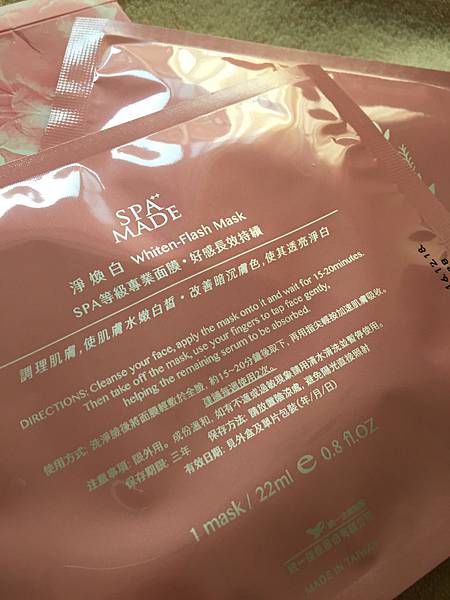 SPA++
MADE
淨煥白 Whiten-Flash Mask
SPA等級專業面膜·好感長效持續
調理肌膚,使肌膚水嫩白皙·改善暗沉膚色,使其透亮淨白
DIRECTIONS: Cleanse your face, apply the mask onto it and wait for 15-20minutes.
Then take off the mask, use your fingers to tap face gently,
helping the remaining serum to be absorbed.
使用方式: 洗淨臉後將面膜輕敷於全臉, 約15~20分鐘後取下, 再用指尖輕按加速肌膚吸收。
建議每週使用2次。
注意事項: 限外用。成份溫和, 如有不適或過敏現象請用清水清洗並暫停使用。
保存期限: 三年 保存方法: 請放置陰涼處, 避免陽光直接照射
有效日期: 見外盒及單片包裝(年/月/日)
1 mask / 22ml ℮ 0.8 fl.OZ
MADE IN TAIWAN